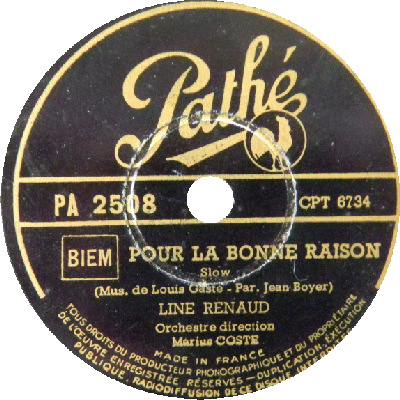 Pathé
PA 2508
CPT 6734
BIEM
POUR LA BONNE RAISON
Slow
(Mus. de Louis Gasté - Par. Jean Boyer)
LINE RENAUD
Orchestre direction
Marius COSTE
MADE IN FRANCE
TOUS DROITS DU PRODUCTEUR PHONOGRAPHIQUE ET DU PROPRIÉTAIRE
DE L'ŒUVRE ENREGISTRÉE RÉSERVÉS - DUPLICATION, EXÉCUTION
PUBLIQUE, RADIODIFFUSION DE CE DISQUE INTERDITES